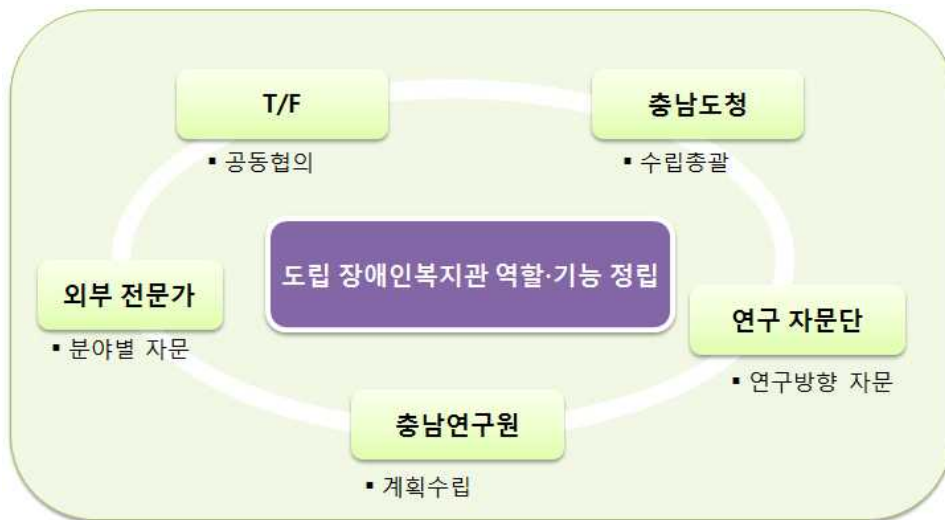 T/F
▪ 공동협의
충남도청
▪ 수립총괄
도립 장애인복지관 역할·기능 정립
외부 전문가
▪ 분야별 자문
연구 자문단
▪ 연구방향 자문
충남연구원
▪ 계획수립